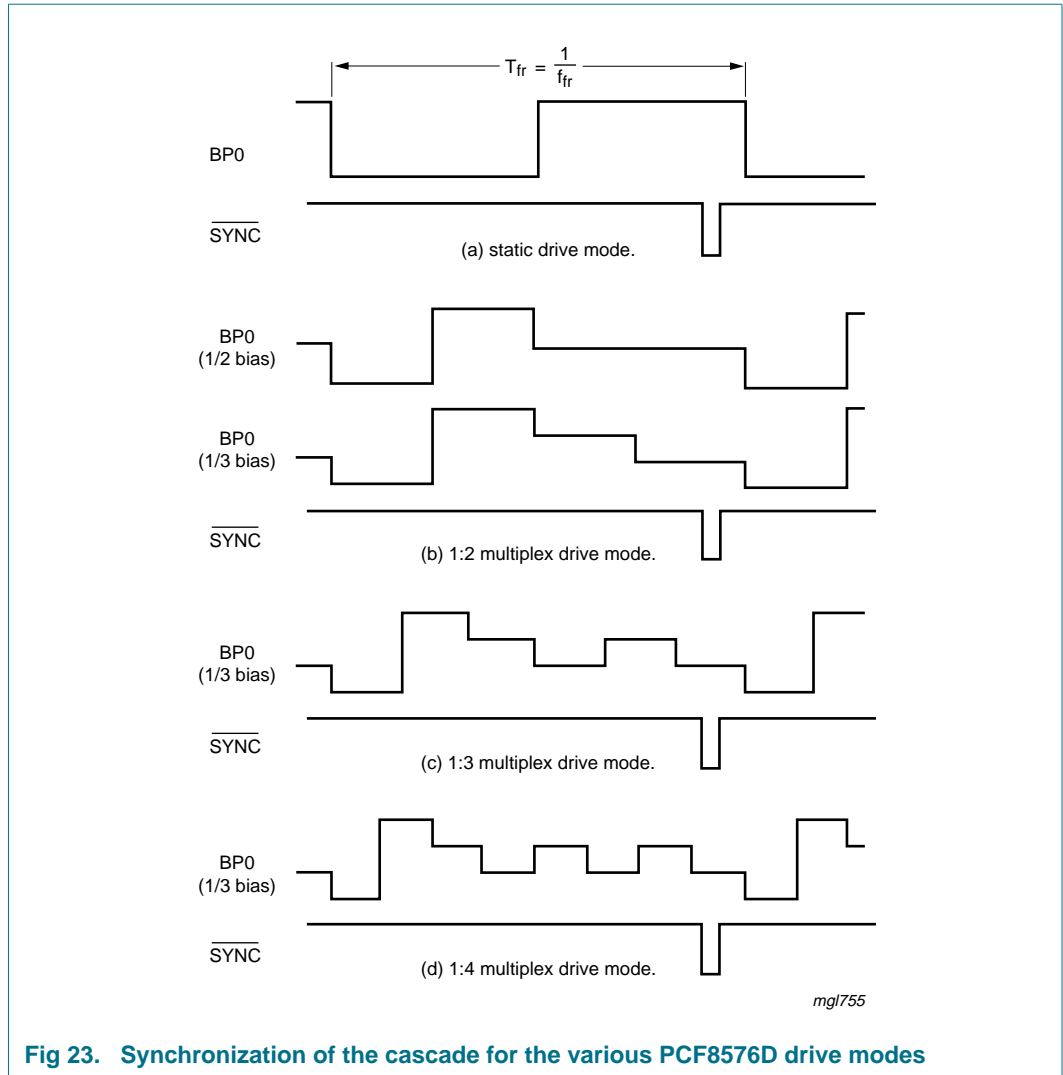 Tfr = 1
ffr
BP0
SYNC
(a) static drive mode.
BP0
(1/2 bias)
BP0
(1/3 bias)
SYNC
(b) 1:2 multiplex drive mode.
BP0
(1/3 bias)
SYNC
(c) 1:3 multiplex drive mode.
BP0
(1/3 bias)
SYNC
(d) 1:4 multiplex drive mode.
mgl755
Fig 23. Synchronization of the cascade for the various PCF8576D drive modes